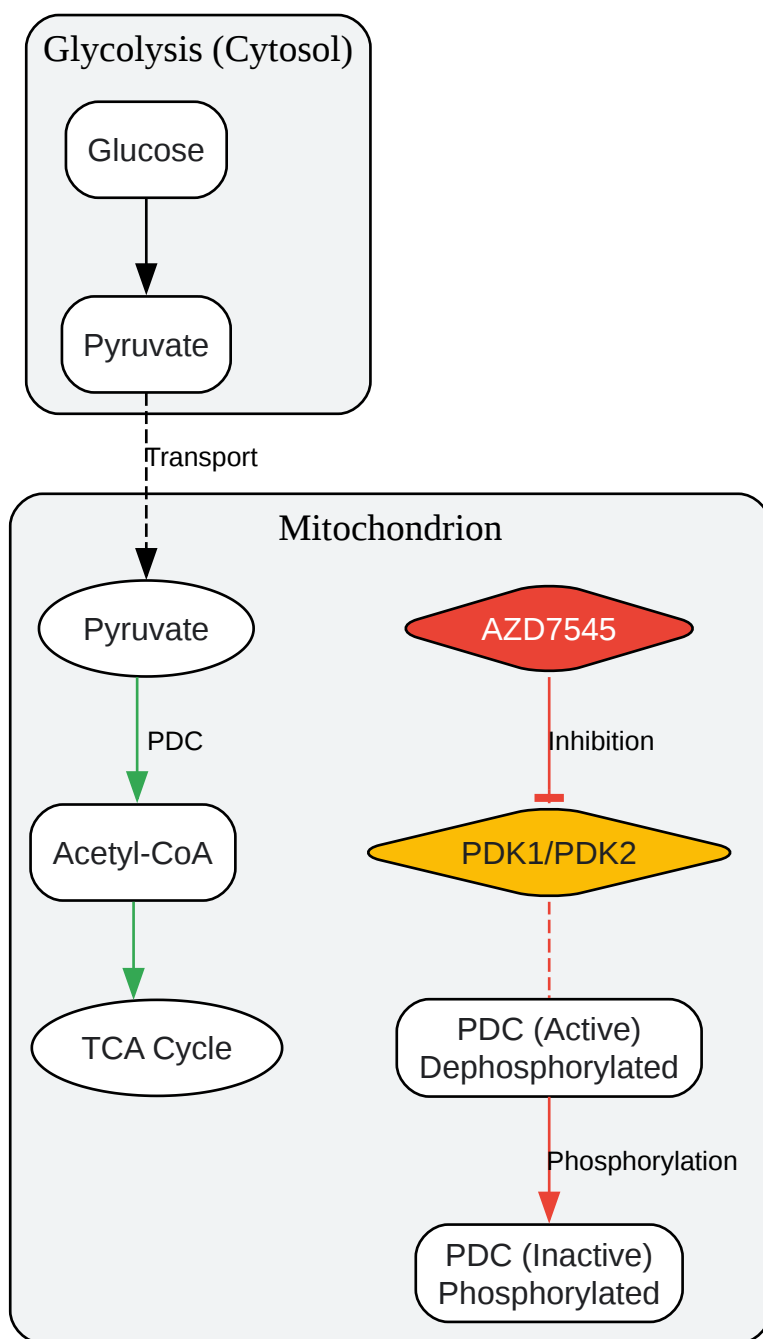 Glycolysis (Cytosol)
Glucose
Pyruvate
Transport
Mitochondrion
Pyruvate
PDC
Acetyl-CoA
TCA Cycle
AZD7545
Inhibition
PDK1/PDK2
PDC (Active)
Dephosphorylated
Phosphorylation
PDC (Inactive)
Phosphorylated